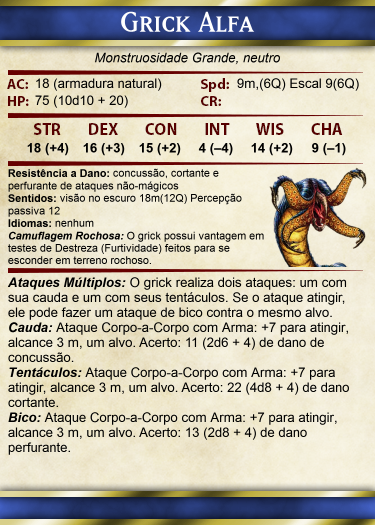 Grick Alfa
Monstruosidade Grande, neutro
AC: 18 (armadura natural) Spd: 9m,(6Q) Escal 9(6Q)
HP: 75 (10d10 + 20) CR:
STR DEX CON INT WIS CHA
18 (+4) 16 (+3) 15 (+2) 4 (–4) 14 (+2) 9 (–1)
Resistência a Dano: concussão, cortante e
perfurante de ataques não-mágicos
Sentidos: visão no escuro 18m(12Q) Percepção
passiva 12
Idiomas: nenhum
Camuflagem Rochosa: O grick possui vantagem em
testes de Destreza (Furtividade) feitos para se
esconder em terreno rochoso.
Ataques Múltiplos: O grick realiza dois ataques: um com
sua cauda e um com seus tentáculos. Se o ataque atingir,
ele pode fazer um ataque de bico contra o mesmo alvo.
Cauda: Ataque Corpo-a-Corpo com Arma: +7 para atingir,
alcance 3 m, um alvo. Acerto: 11 (2d6 + 4) de dano de
concussão.
Tentáculos: Ataque Corpo-a-Corpo com Arma: +7 para
atingir, alcance 3 m, um alvo. Acerto: 22 (4d8 + 4) de dano
cortante.
Bico: Ataque Corpo-a-Corpo com Arma: +7 para atingir,
alcance 3 m, um alvo. Acerto: 13 (2d8 + 4) de dano
perfurante.